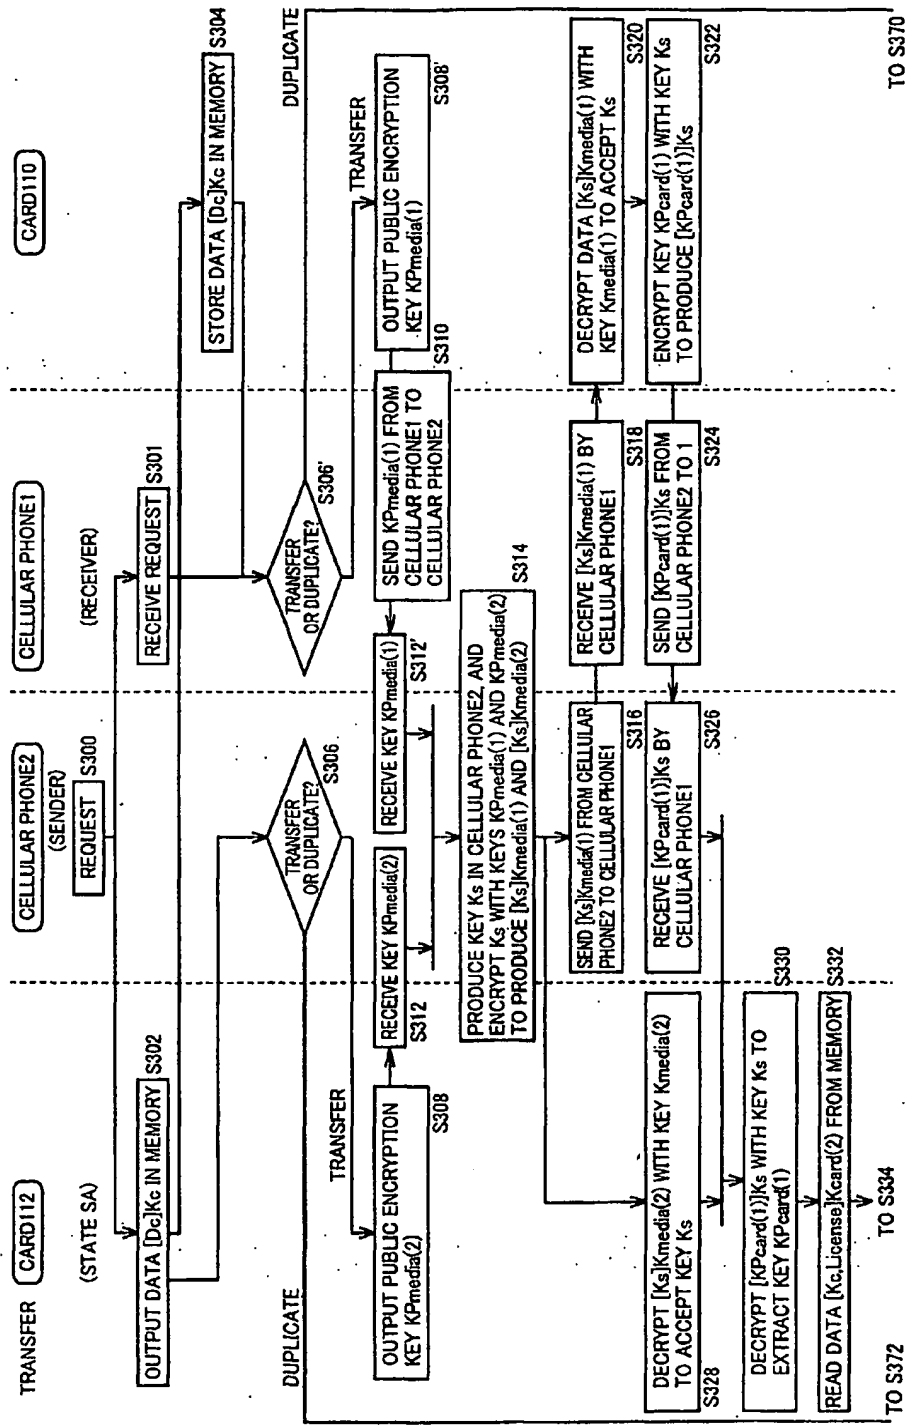 TRANSFER
CARD112
(STATE SA)
CELLULAR PHONE2
(SENDER)
CELLULAR PHONE1
(RECEIVER)
CARD110
REQUEST
S300
RECEIVE REQUEST
S301
OUTPUT DATA [Dc]Kc IN MEMORY
S302
STORE DATA [Dc]Kc IN MEMORY
S304
DUPLICATE
TRANSFER
OR DUPLICATE?
S306
TRANSFER
OR DUPLICATE?
S306'
DUPLICATE
TRANSFER
TRANSFER
OUTPUT PUBLIC ENCRYPTION
KEY KPmedia(2)
S308
RECEIVE KEY KPmedia(2)
S312
RECEIVE KEY KPmedia(1)
S312'
SEND KPmedia(1) FROM
CELLULAR PHONE1 TO
CELLULAR PHONE2
S310
OUTPUT PUBLIC ENCRYPTION
KEY KPmedia(1)
S308'
PRODUCE KEY Ks IN CELLULAR PHONE2, AND
ENCRYPT Ks WITH KEYS KPmedia(1) AND KPmedia(2)
TO PRODUCE [Ks]Kmedia(1) AND [Ks]Kmedia(2)
S314
SEND [Ks]Kmedia(1) FROM CELLULAR
PHONE2 TO CELLULAR PHONE1
S316
RECEIVE [Ks]Kmedia(1) BY
CELLULAR PHONE1
S318
DECRYPT DATA [Ks]Kmedia(1) WITH
KEY Kmedia(1) TO ACCEPT Ks
S320
DECRYPT [Ks]Kmedia(2) WITH KEY Kmedia(2)
TO ACCEPT KEY Ks
S328
RECEIVE [KPcard(1)]Ks BY
CELLULAR PHONE1
S326
SEND [KPcard(1)]Ks FROM
CELLULAR PHONE2 TO 1
S324
ENCRYPT KEY KPcard(1) WITH KEY Ks
TO PRODUCE [KPcard(1)]Ks
S322
DECRYPT [KPcard(1)]Ks WITH KEY Ks TO
EXTRACT KEY KPcard(1)
S330
READ DATA [Kc,License]Kcard(2) FROM MEMORY
S332
TO S372
TO S334
TO S370